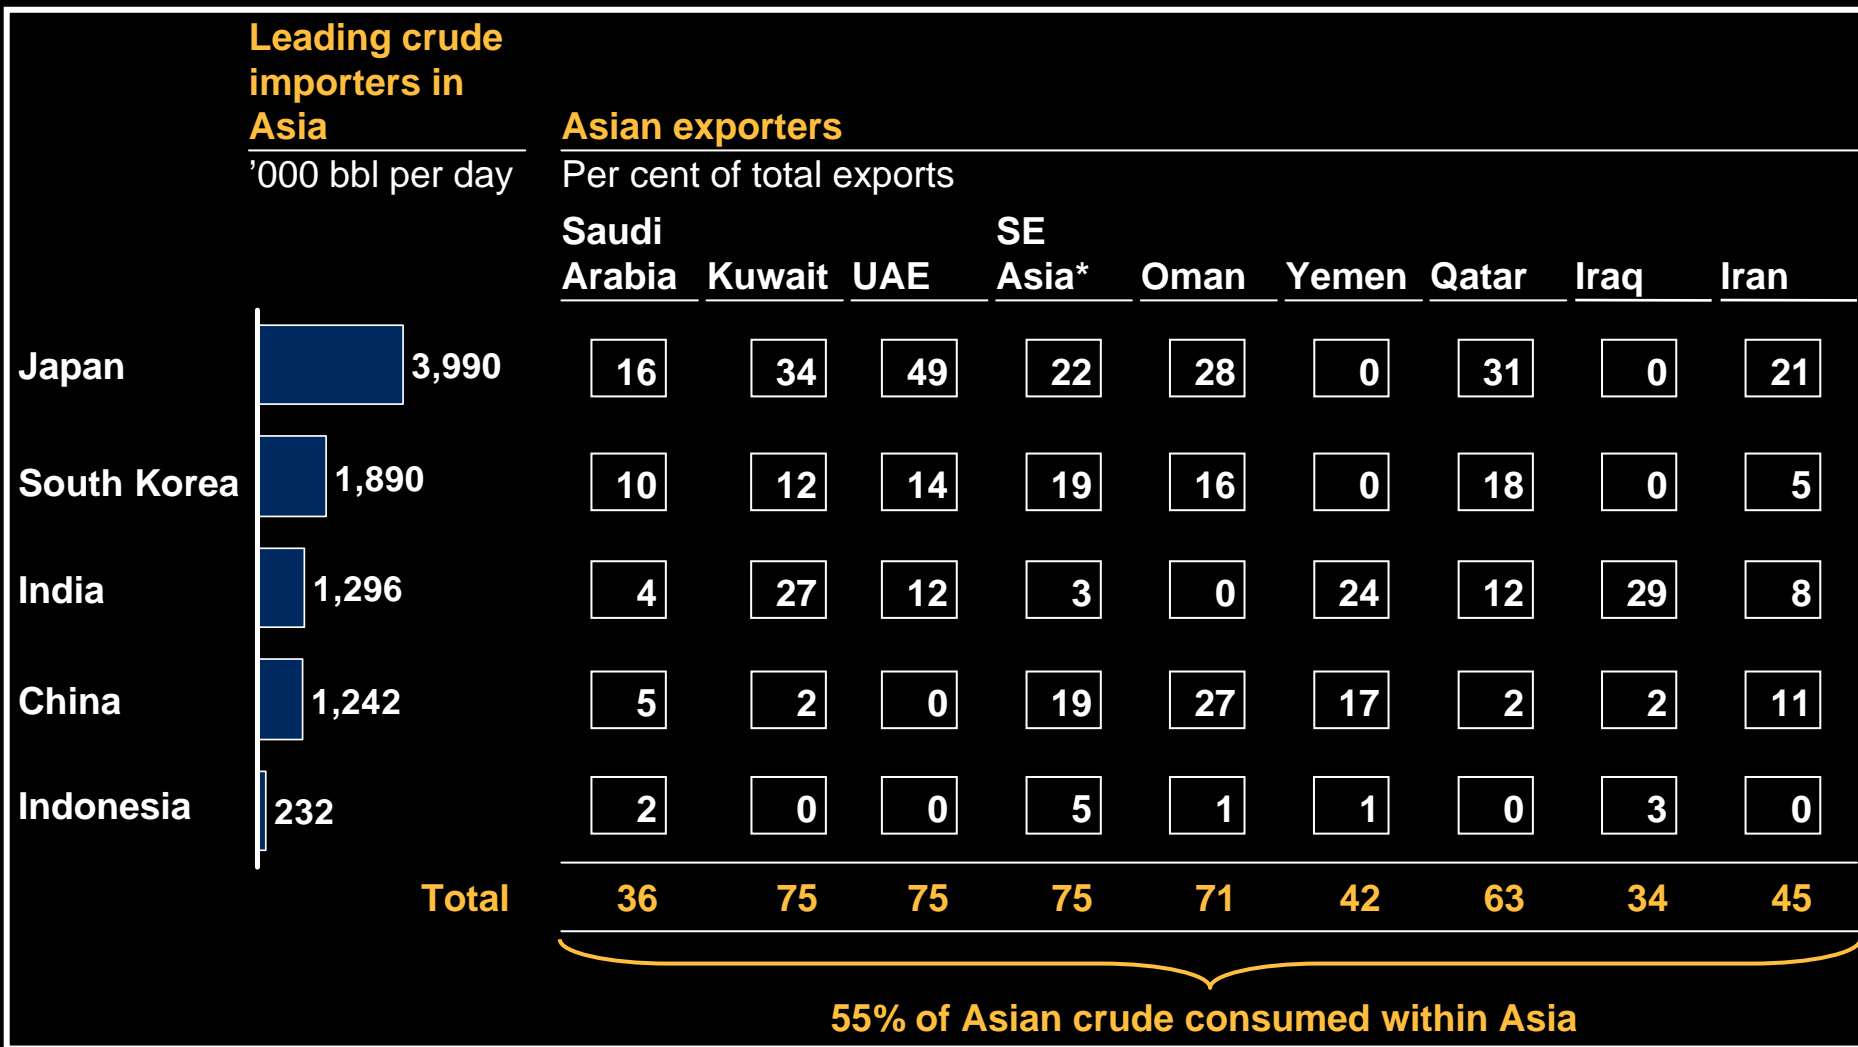 Leading crude
importers in
Asia
Asian exporters
’000 bbl per day
Per cent of total exports
Saudi
Arabia
Kuwait
UAE
SE
Asia*
Oman
Yemen
Qatar
Iraq
Iran
Japan 3,990 16 34 49 22 28 0 31 0 21
South Korea 1,890 10 12 14 19 16 0 18 0 5
India 1,296 4 27 12 3 0 24 12 29 8
China 1,242 5 2 0 19 27 17 2 2 11
Indonesia 232 2 0 0 5 1 1 0 3 0
Total 36 75 75 75 71 42 63 34 45
55% of Asian crude consumed within Asia